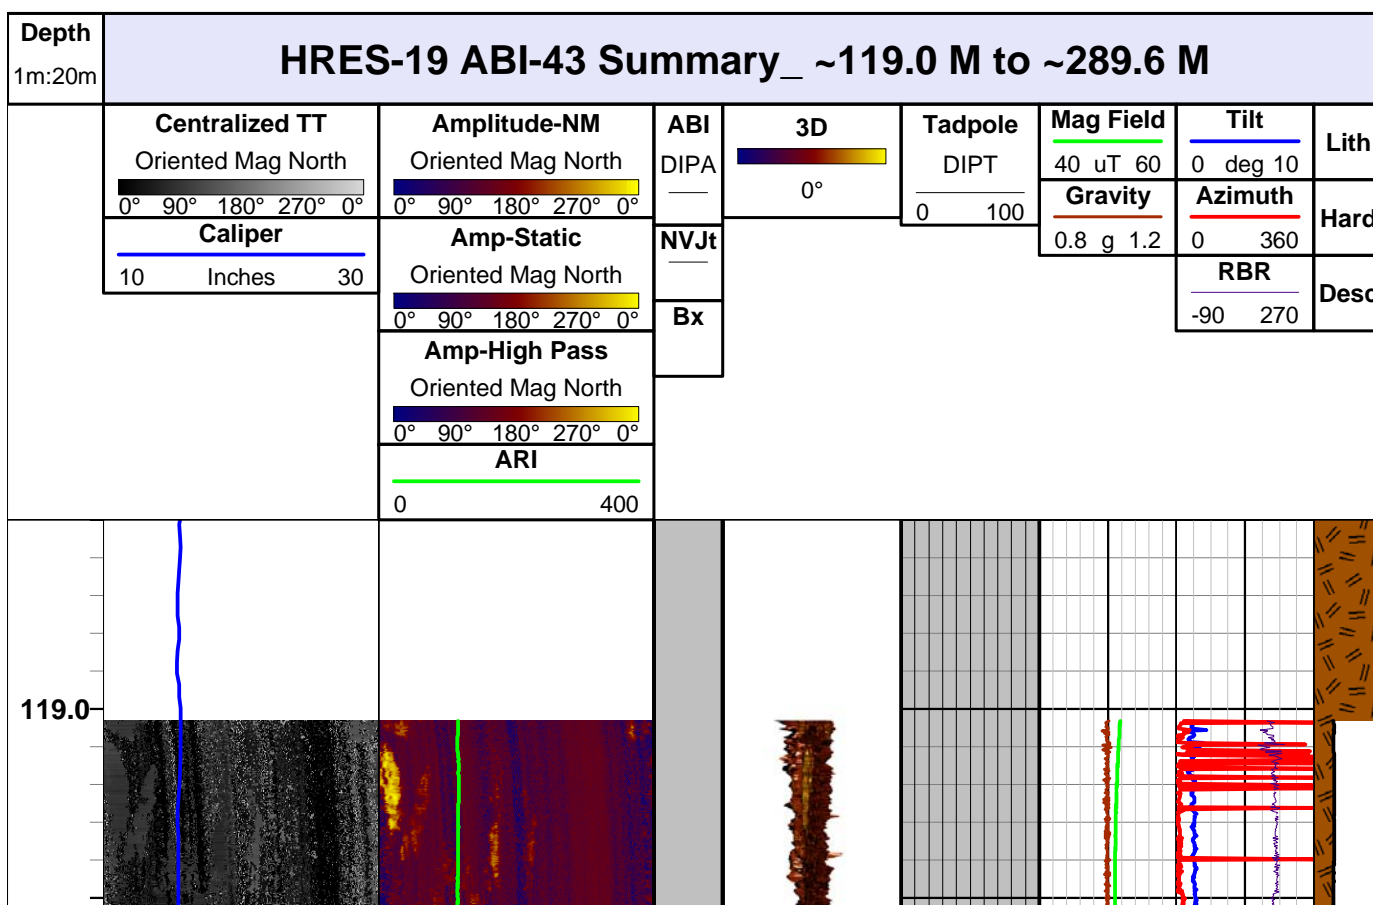 Depth
1m:20m
HRES-19 ABI-43 Summary_ ~119.0 M to ~289.6 M
Centralized TT
Oriented Mag North
0° 90° 180° 270° 0°
Caliper
10 Inches 30
Amplitude-NM
Oriented Mag North
0° 90° 180° 270° 0°
Amp-Static
Oriented Mag North
0° 90° 180° 270° 0°
Amp-High Pass
Oriented Mag North
0° 90° 180° 270° 0°
ARI
0 400
ABI
DIPA
NVJt
Bx
3D
0°
Tadpole
DIPT
0 100
Mag Field
40 uT 60
Gravity
0.8 g 1.2
Tilt
0 deg 10
Azimuth
0 360
RBR
-90 270
Lith
Hard
Desc
119.0